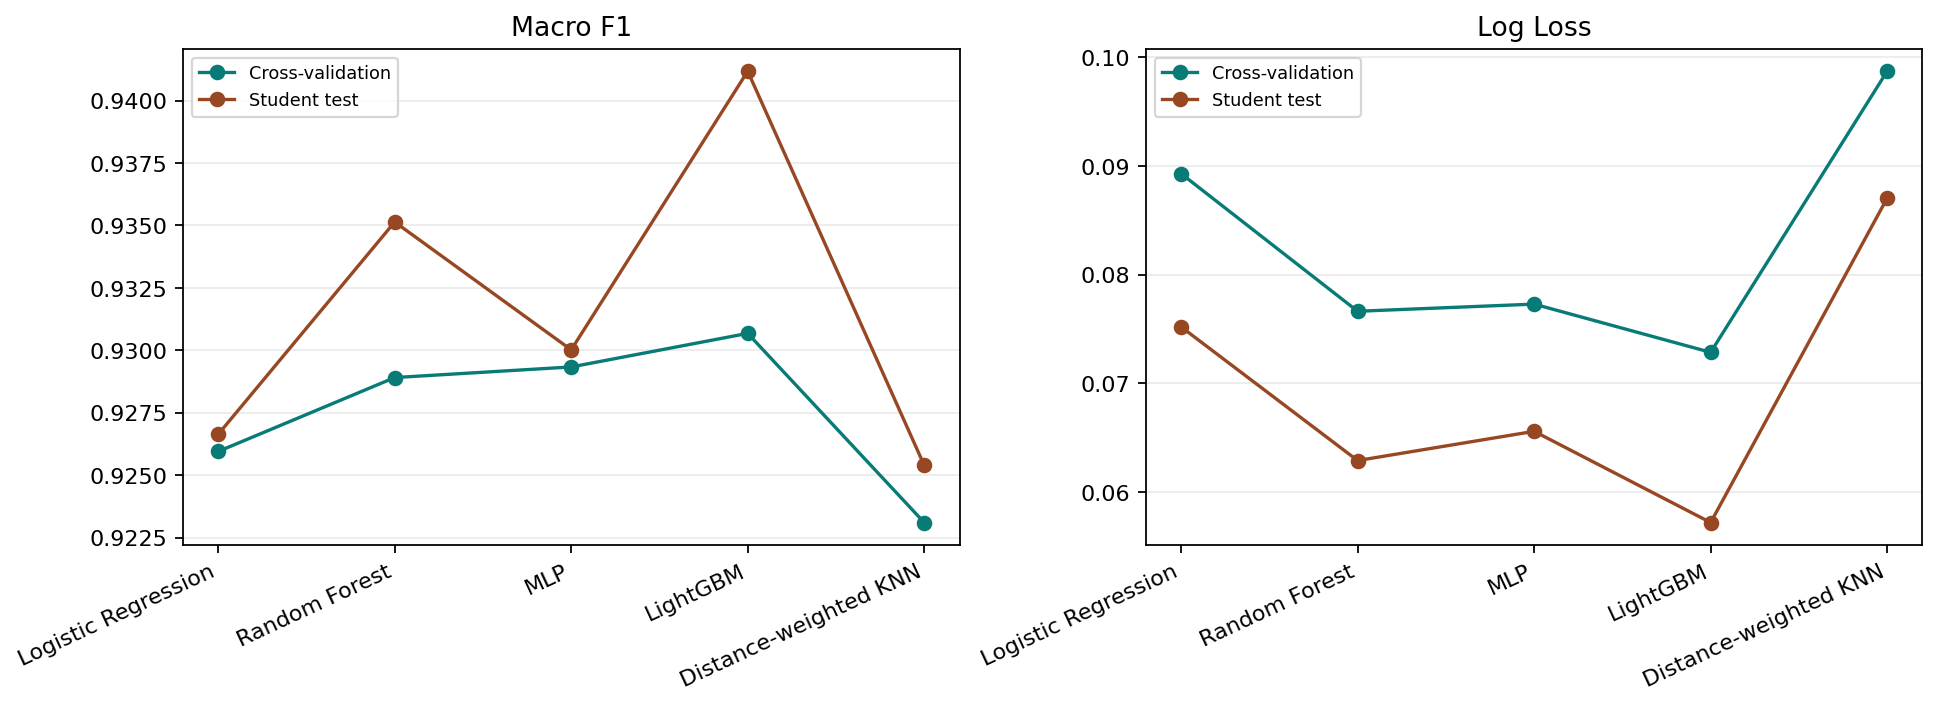 Macro F1
Cross-validation
Student test
0.9400
0.9375
0.9350
0.9325
0.9300
0.9275
0.9250
0.9225
Logistic Regression
Random Forest
MLP
LightGBM
Distance-weighted KNN
Log Loss
Cross-validation
Student test
0.10
0.09
0.08
0.07
0.06
Logistic Regression
Random Forest
MLP
LightGBM
Distance-weighted KNN